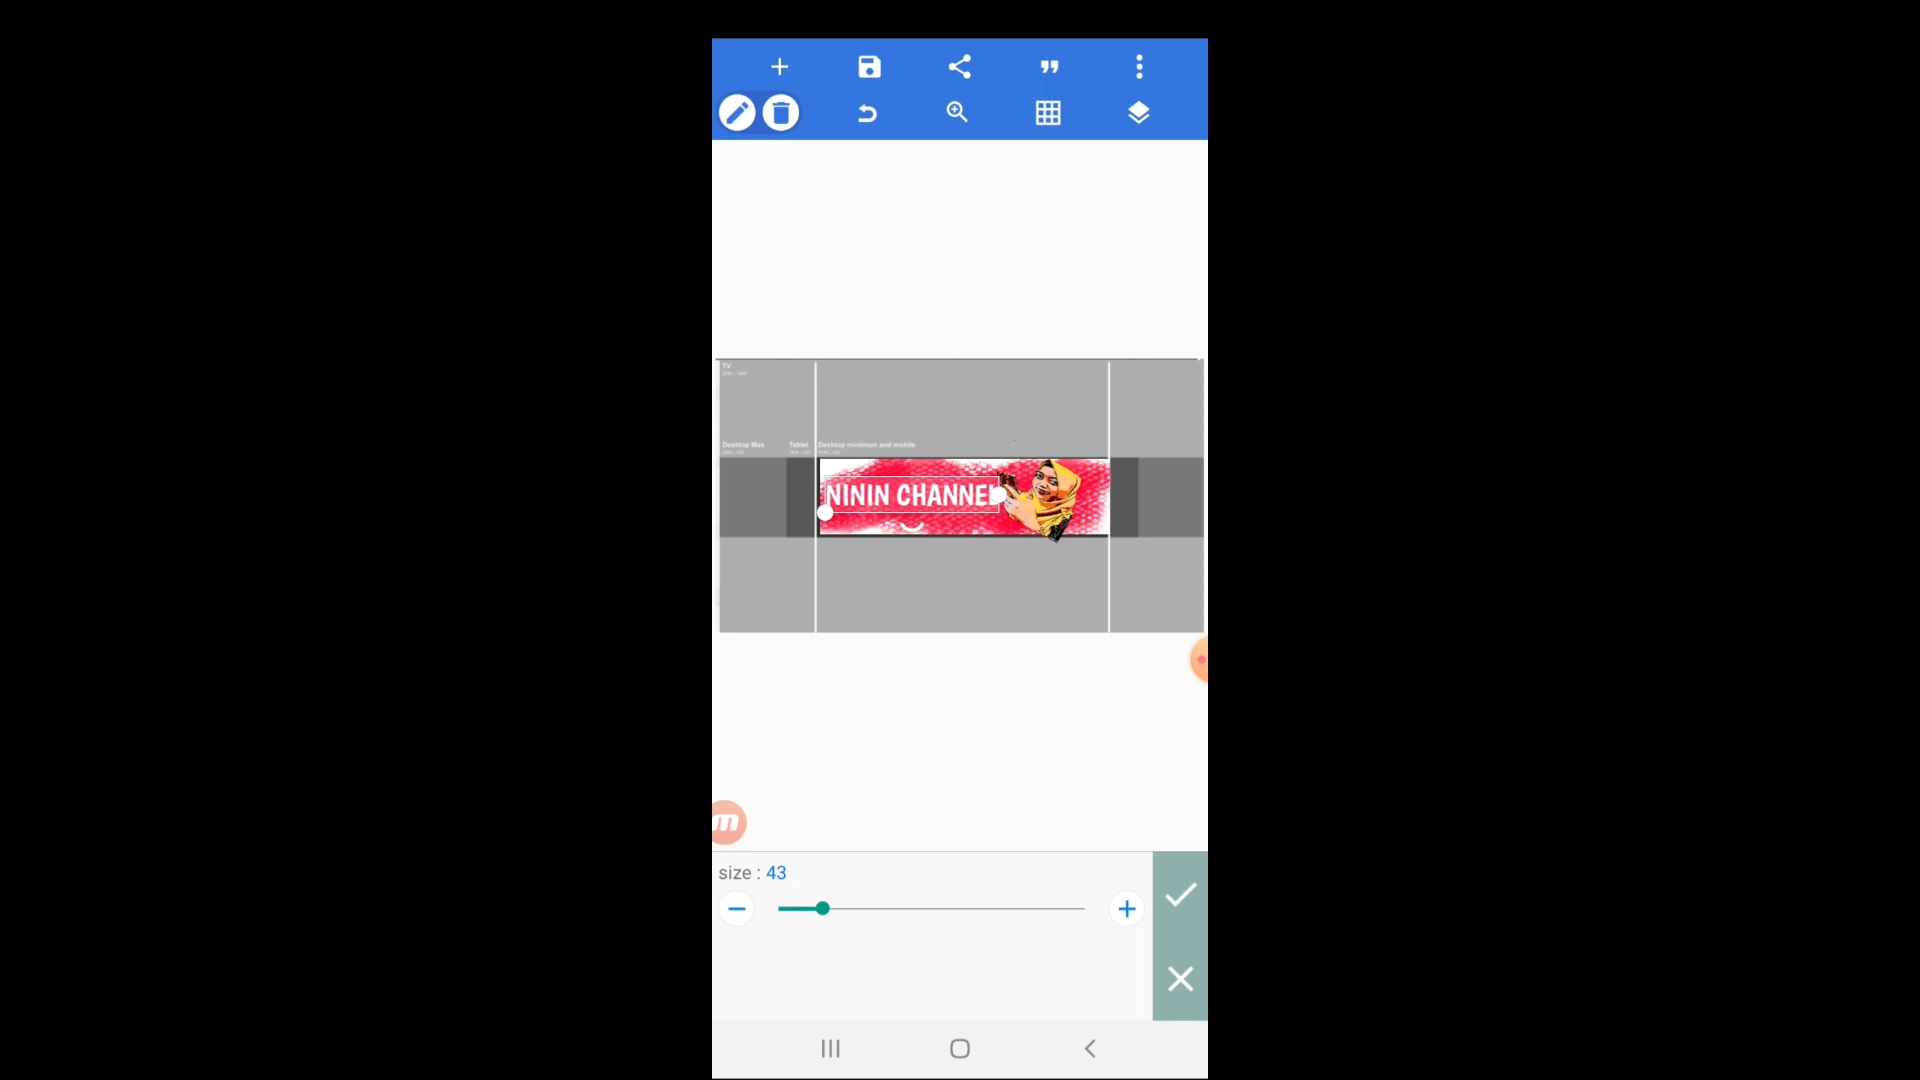 TV
Desktop Max
Tablet
Desktop minimum and mobile
NININ CHANNEL
size : 43